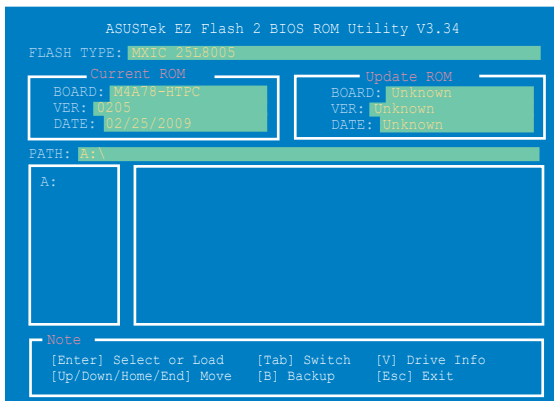 ASUSTek EZ Flash 2 BIOS ROM Utility V3.34
FLASH TYPE: MXIC 25L8005
Current ROM
BOARD: M4A78-HTPC
VER: 0205
DATE: 02/25/2009
Update ROM
BOARD: Unknown
VER: Unknown
DATE: Unknown
PATH: A:\
A:
Note
[Enter] Select or Load [Tab] Switch [V] Drive Info
[Up/Down/Home/End] Move [B] Backup [Esc] Exit